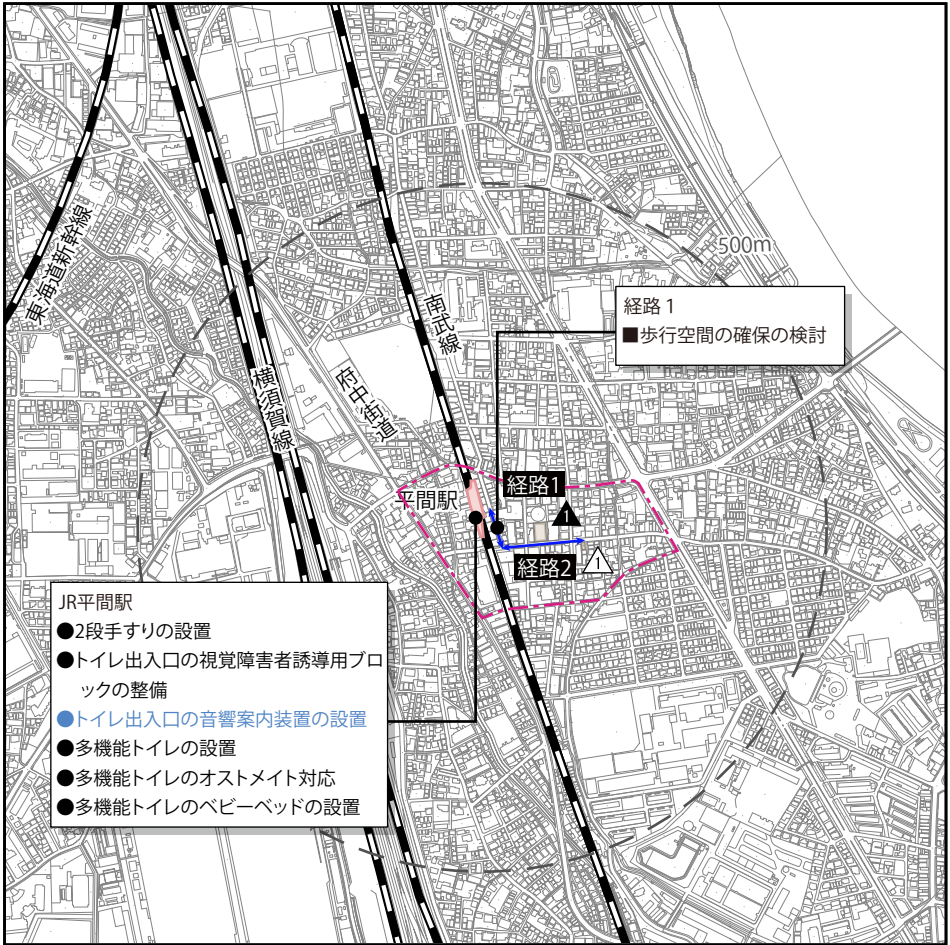 500m
東海道新幹線
南武線
経路 1
■歩行空間の確保の検討
横須賀線
府中街道
平間駅
経路1
1
経路2
1
JR平間駅
●2段手すりの設置
●トイレ出入口の視覚障害者誘導用ブロ
ックの整備
●トイレ出入口の音響案内装置の設置
●多機能トイレの設置
●多機能トイレのオストメイト対応
●多機能トイレのベビーベッドの設置